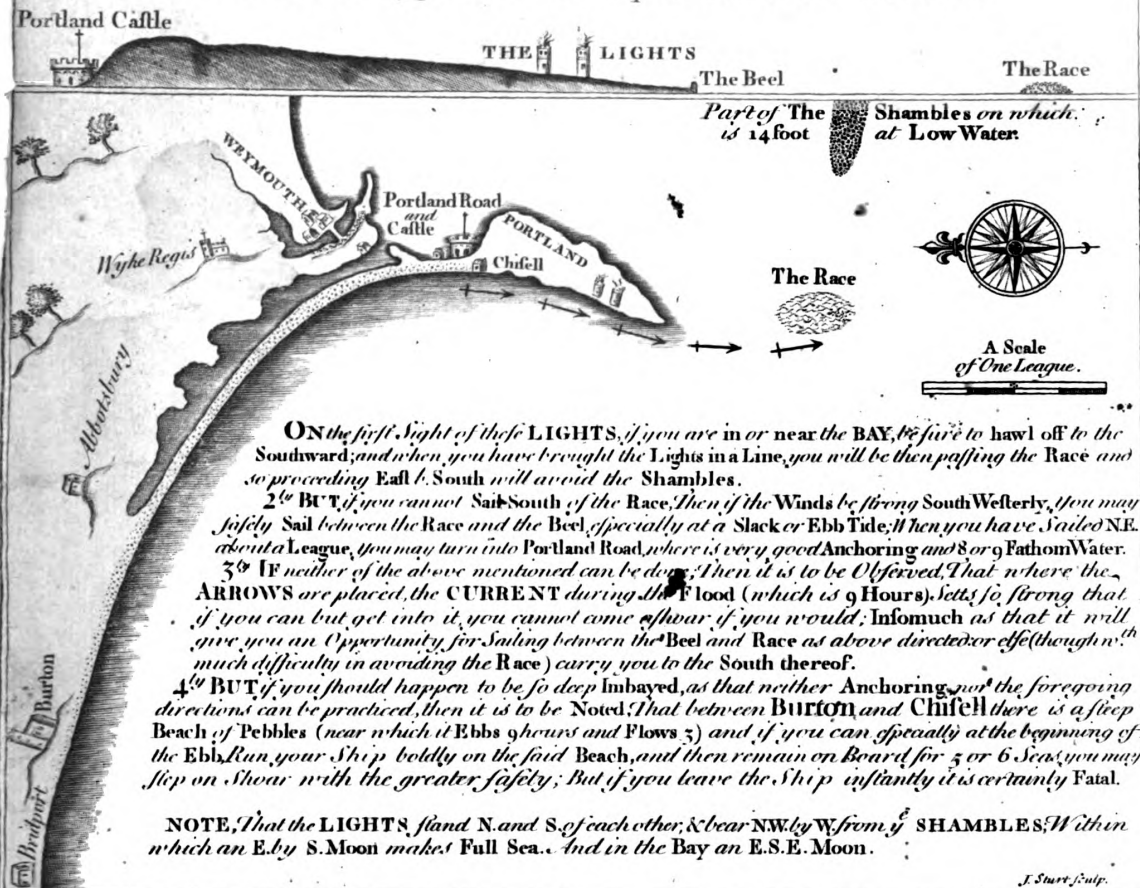 Portland Caſtle
THE LIGHTS
The Beel
The Race
Part of The Shambles on which
is 14 foot at Low Water.
WEYMOUTH
Portland Road
and
Caſtle
PORTLAND
Wyke Regis
Chiſell
The Race
A Scale
of One League.
Abbotsbury
ON the firſt Sight of theſe LIGHTS, if you are in or near the BAY, be ſure to hawl off to the
Southward; and when you have brought the Lights in a Line, you will be then paſſing the Race and
so proceeding Eaſt b. South will avoid the Shambles.
2ly BUT if you cannot Sail South of the Race, Then if the Winds be ſtrong South Weſterly, You may
ſafely Sail between the Race and the Beel, eſpecially at a Slack or Ebb Tide; When you have Sailed N.E.
about a League, you may turn into Portland Road, where is very good Anchoring and 8 or 9 Fathom Water.
3ly IF neither of the above mentioned can be done; Then it is to be Obſerved, That where the
ARROWS are placed, the CURRENT during the Flood (which is 9 Hours) Setts ſo ſtrong that
if you can but get into it, you cannot come aſhoar if you would; Inſomuch as that it will
give you an Opportunity for Sailing between the Beel and Race as above directed: or elſe (though wth
much difficulty in avoiding the Race) carry you to the South thereof.
4ly BUT if you ſhould happen to be ſo deep Imbayed, as that neither Anchoring, nor the foregoing
directions can be practiced, then it is to be Noted, That between Burton and Chiſell there is a ſteep
Beach of Pebbles (near which it Ebbs 9 hours and Flows 3) and if you can eſpecially at the beginning of
the Ebb, Run your Ship boldly on the ſaid Beach, and then remain on Board for 5 or 6 Seas, you may
ſtep on Shoar with the greater ſafety; But if you leave the Ship inſtantly it is certainly Fatal.
Burton
Bridport
NOTE, That the LIGHTS ſtand N. and S. of each other, & bear N.W. by W. from ye SHAMBLES; Within
which an E. by S. Moon makes Full Sea. And in the Bay an E.S.E. Moon.
J. Sturt ſculp.